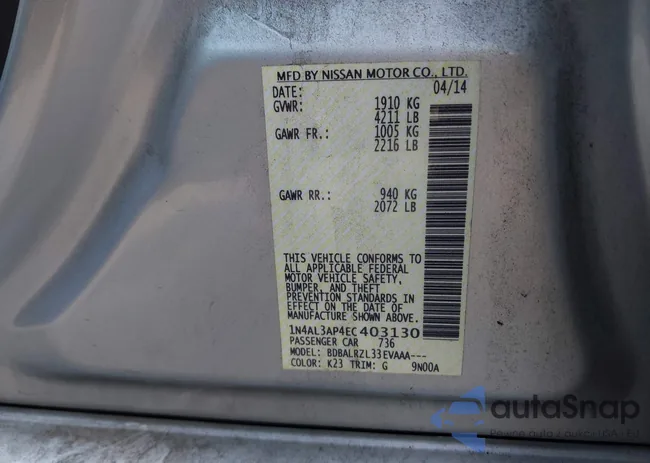 MFD BY NISSAN MOTOR CO., LTD.
DATE: 04/14
GVWR: 1910 KG
4211 LB
GAWR FR.: 1005 KG
2216 LB
GAWR RR.: 940 KG
2072 LB
THIS VEHICLE CONFORMS TO
ALL APPLICABLE FEDERAL
MOTOR VEHICLE SAFETY,
BUMPER, AND THEFT
PREVENTION STANDARDS IN
EFFECT ON THE DATE OF
MANUFACTURE SHOWN ABOVE.
1N4AL3AP4EC403130
PASSENGER CAR 736
MODEL: BDBALRZL33EVAAA---
COLOR: K23 TRIM: G 9N00A
autaSnap